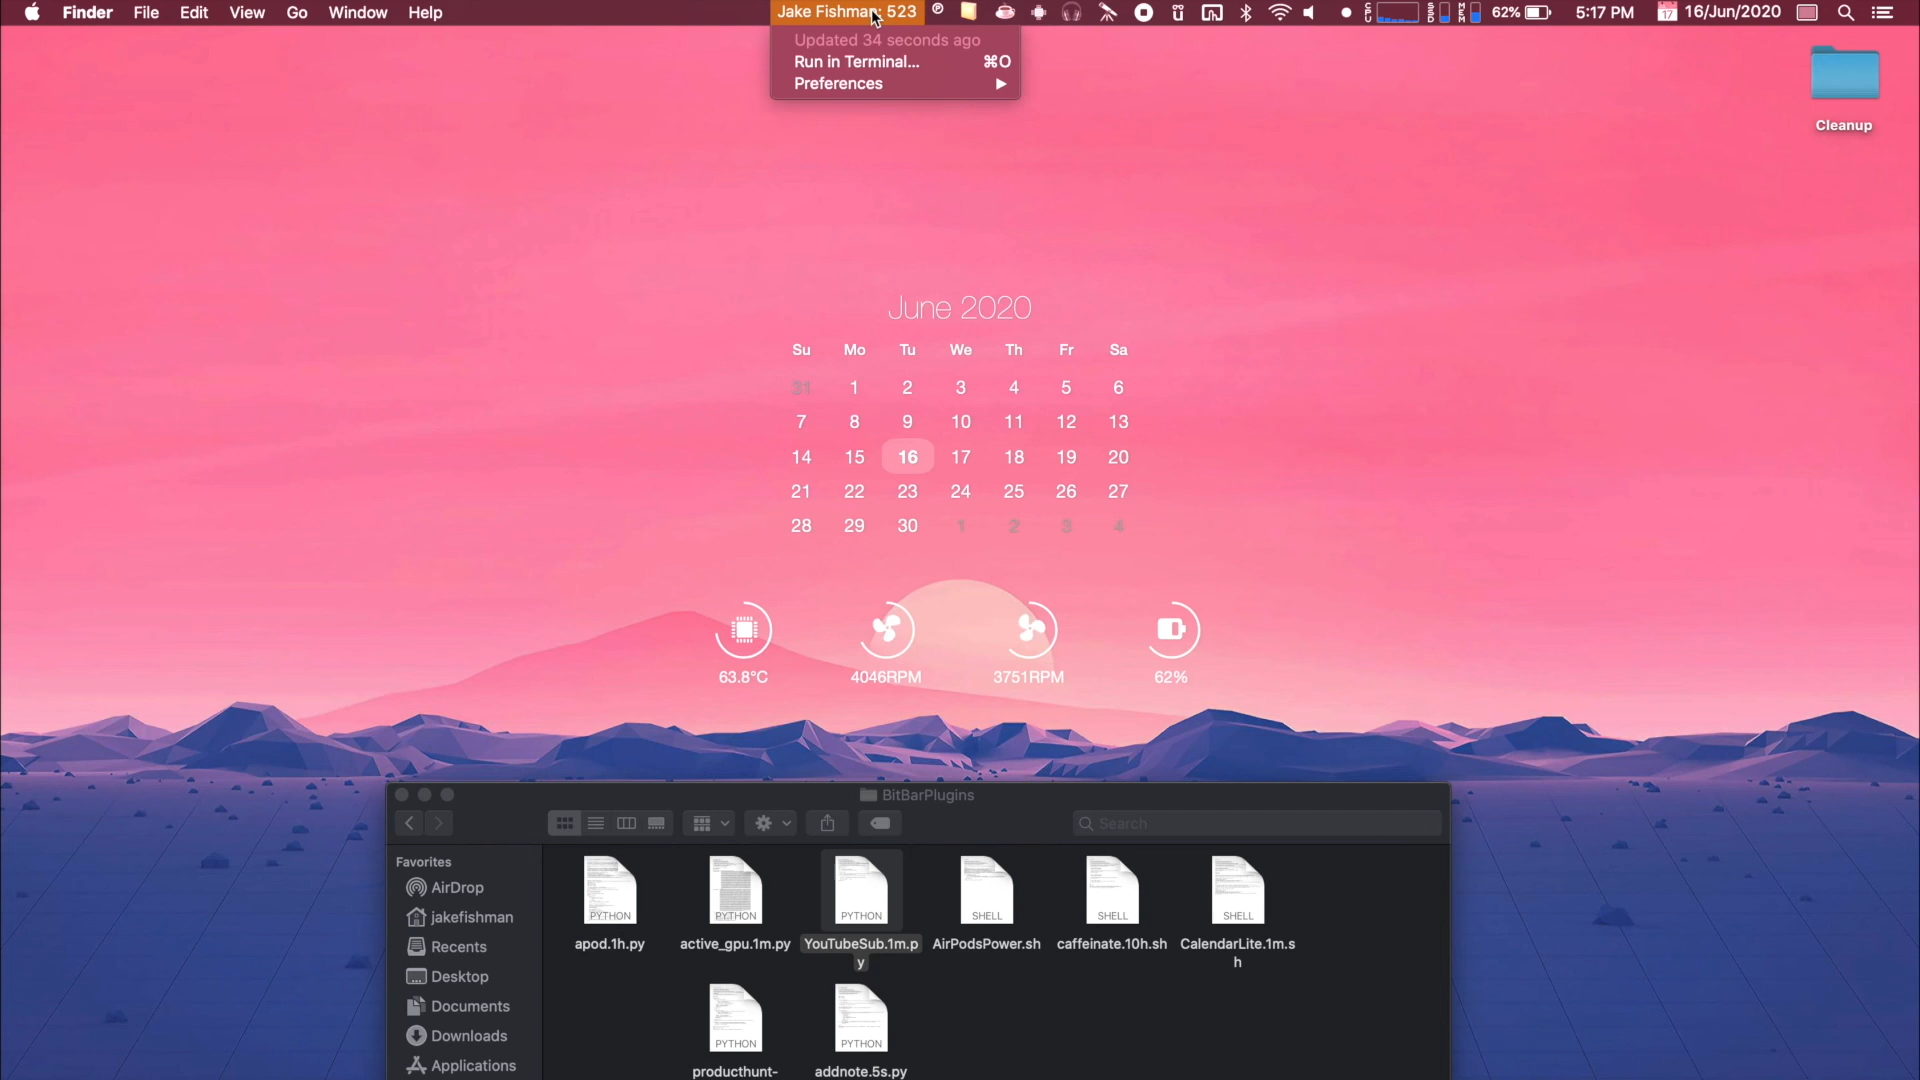 Finder File Edit View Go Window Help Jake Fishman: 523 CPU SSD MEM 62% 5:17 PM 17 16/Jun/2020
Updated 34 seconds ago
Run in Terminal... ⌘O
Preferences ▶
Cleanup
June 2020
Su Mo Tu We Th Fr Sa
31 1 2 3 4 5 6
7 8 9 10 11 12 13
14 15 16 17 18 19 20
21 22 23 24 25 26 27
28 29 30 1 2 3 4
63.8°C 4046RPM 3751RPM 62%
BitBarPlugins
Search
Favorites
AirDrop
jakefishman
Recents
Desktop
Documents
Downloads
Applications
PYTHON PYTHON PYTHON SHELL SHELL SHELL
apod.1h.py active_gpu.1m.py YouTubeSub.1m.p AirPodsPower.sh caffeinate.10h.sh CalendarLite.1m.s
y h
PYTHON PYTHON
producthunt- addnote.5s.py